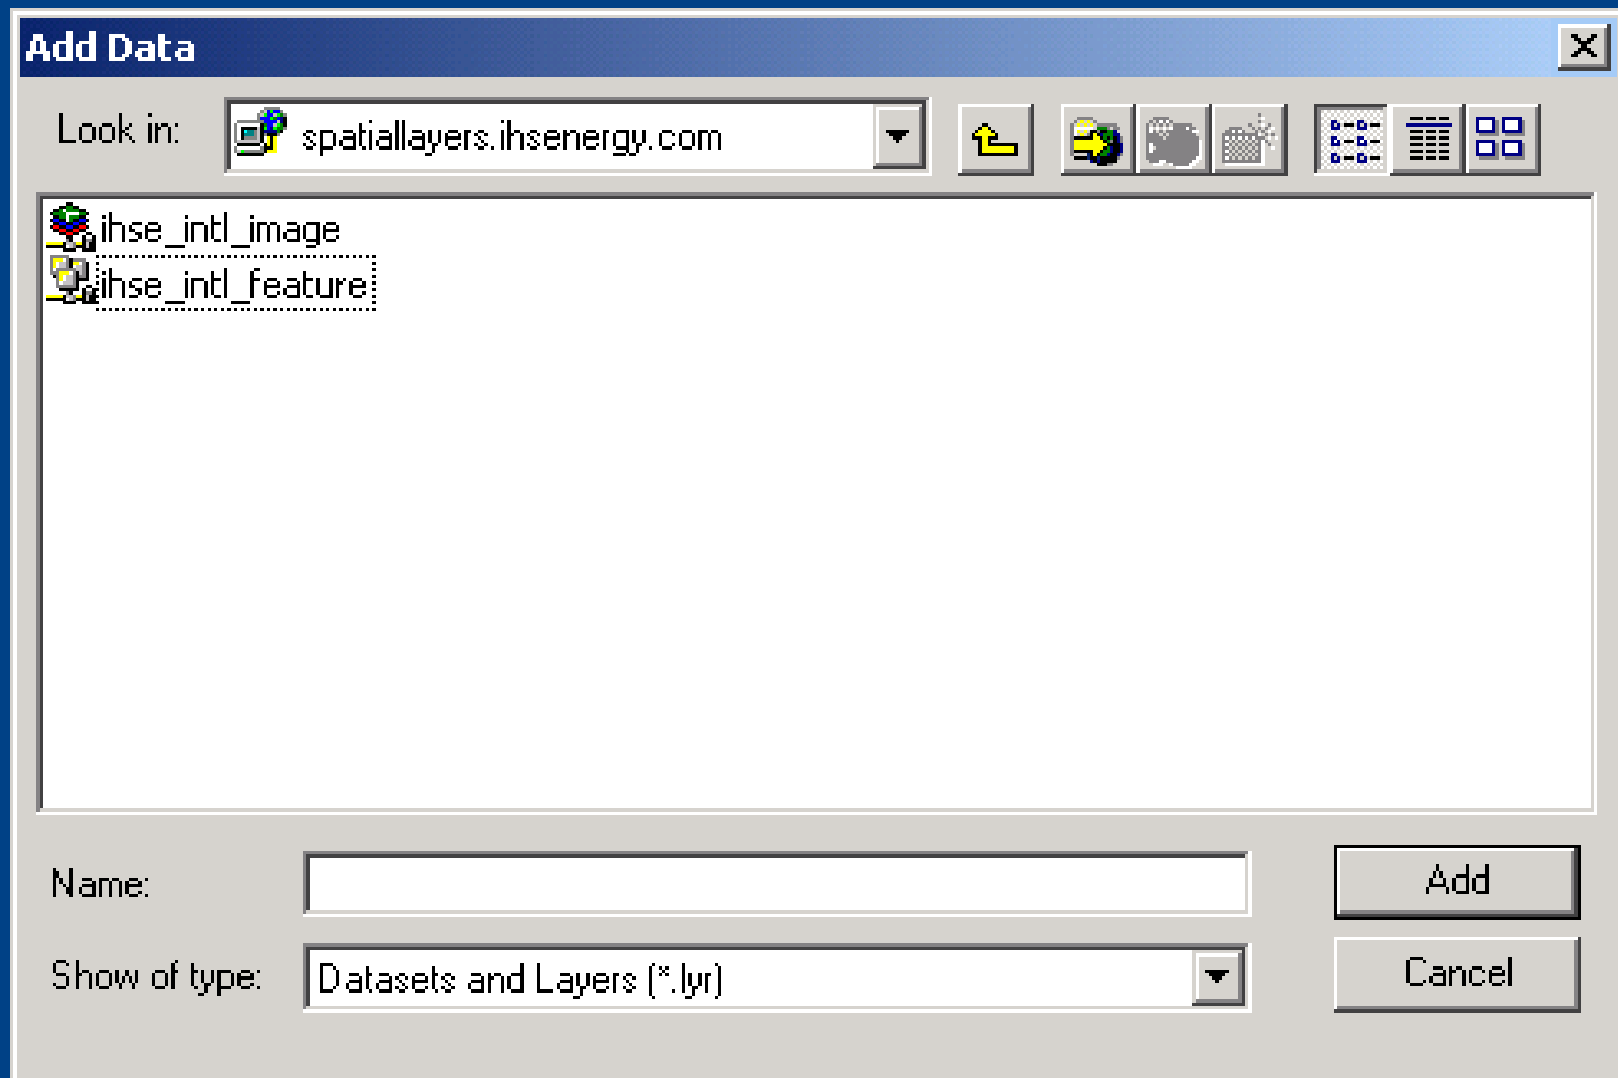 Add Data
Look in: spatiallayers.ihsenergy.com
ihse_intl_image
ihse_intl_feature
Name: Add
Show of type: Datasets and Layers (*.lyr) Cancel